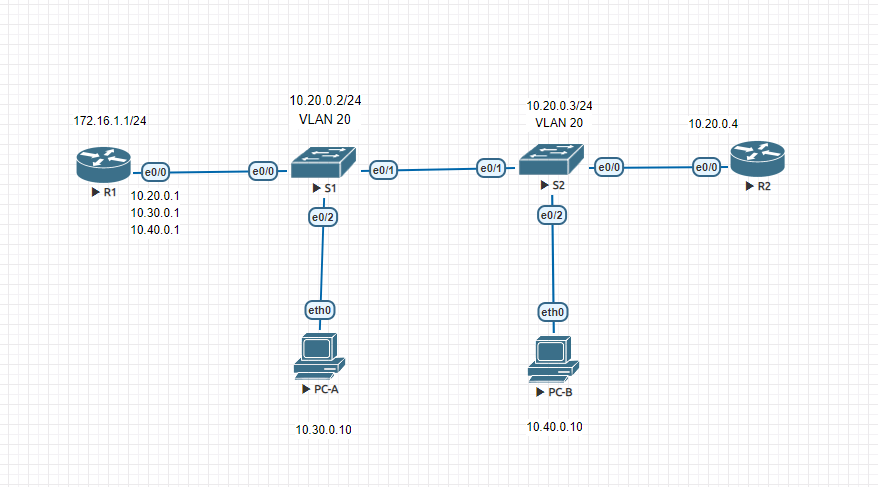 10.20.0.2/24
VLAN 20
10.20.0.3/24
VLAN 20
172.16.1.1/24
10.20.0.4
e0/0
e0/0
e0/1
e0/1
e0/0
e0/0
R1
S1
S2
R2
10.20.0.1
10.30.0.1
10.40.0.1
e0/2
e0/2
eth0
eth0
PC-A
PC-B
10.30.0.10
10.40.0.10